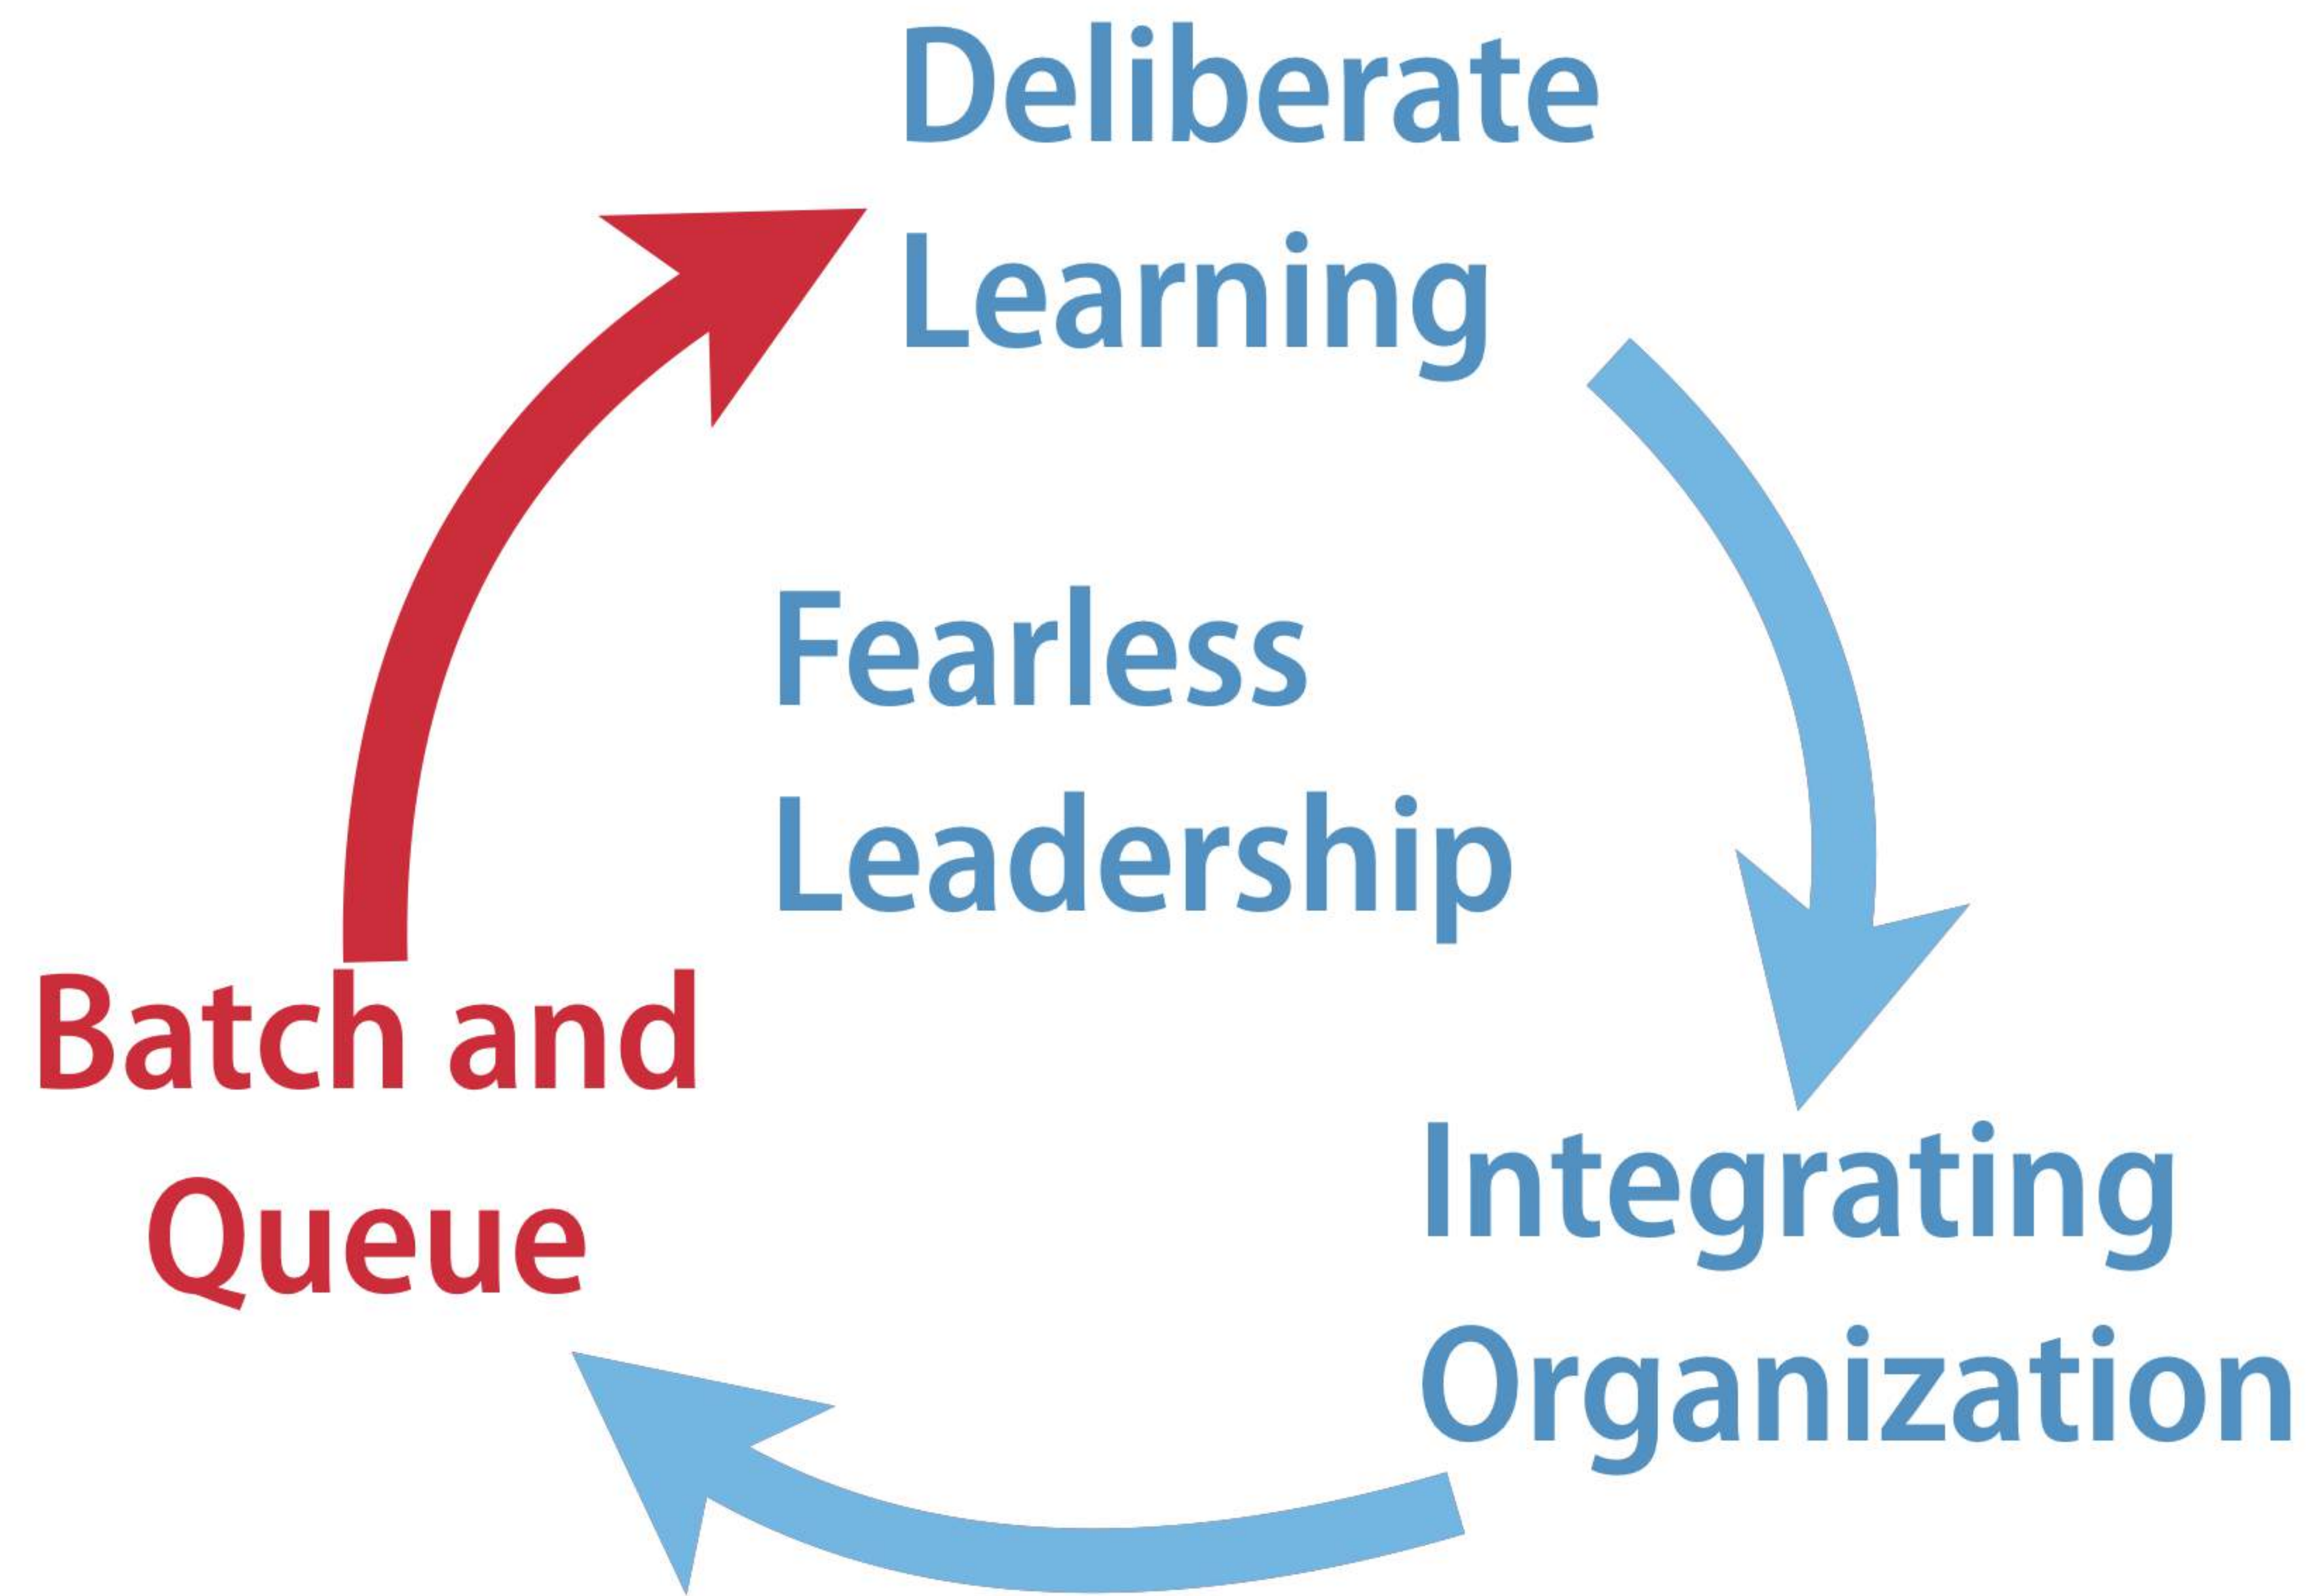 Deliberate
Learning
Fearless
Leadership
Batch and
Queue
Integrating
Organization